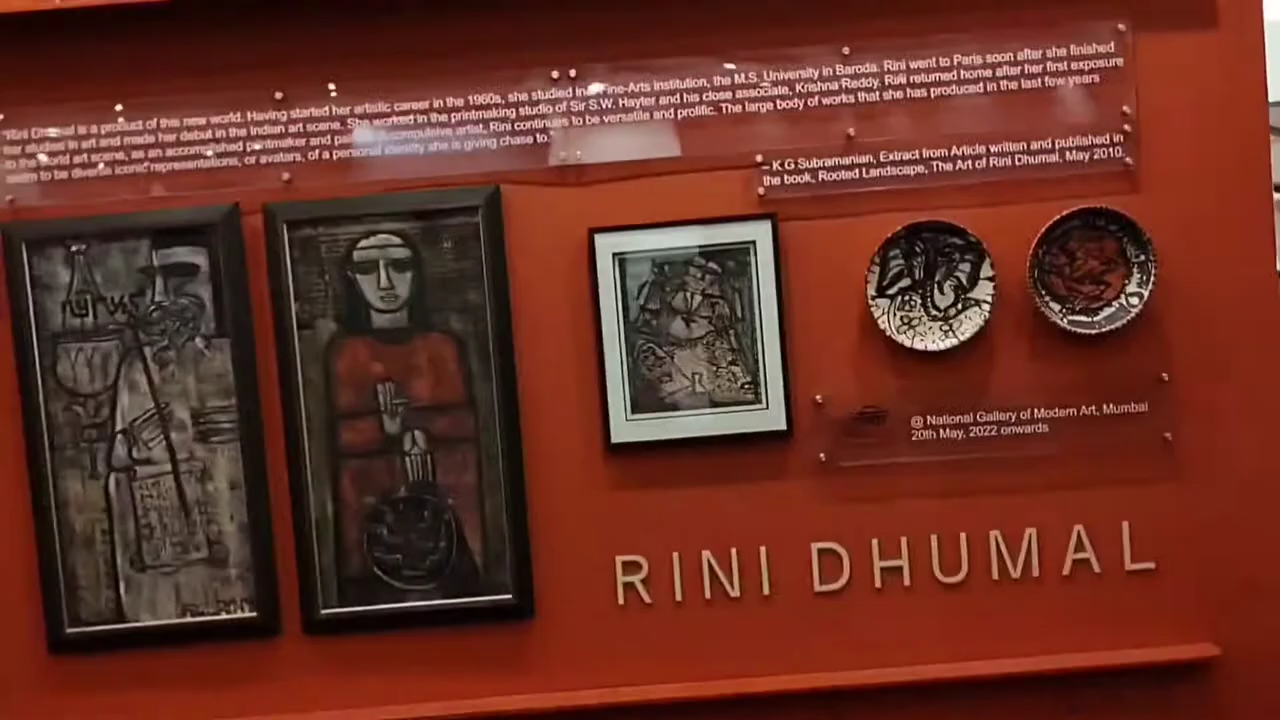 "Rini Dhumal is a product of this new world. Having started her artistic career in the 1960s, she studied in Fine-Arts Institution, the M.S. University in Baroda. Rini went to Paris soon after she finished
her studies in art and made her debut in the Indian art scene. She worked in the printmaking studio of Sir S.W. Hayter and his close associate, Krishna Reddy. Rini returned home after her first exposure
to the world art scene, as an accomplished printmaker and compulsive artist, Rini continues to be versatile and prolific. The large body of works that she has produced in the last few years
seem to be diverse iconic representations, or avatars, of a personal identity she is giving chase to."
– K.G Subramanian, Extract from Article written and published in
the book, Rooted Landscape, The Art of Rini Dhumal, May 2010.
@ National Gallery of Modern Art, Mumbai
20th May, 2022 onwards
RINI DHUMAL